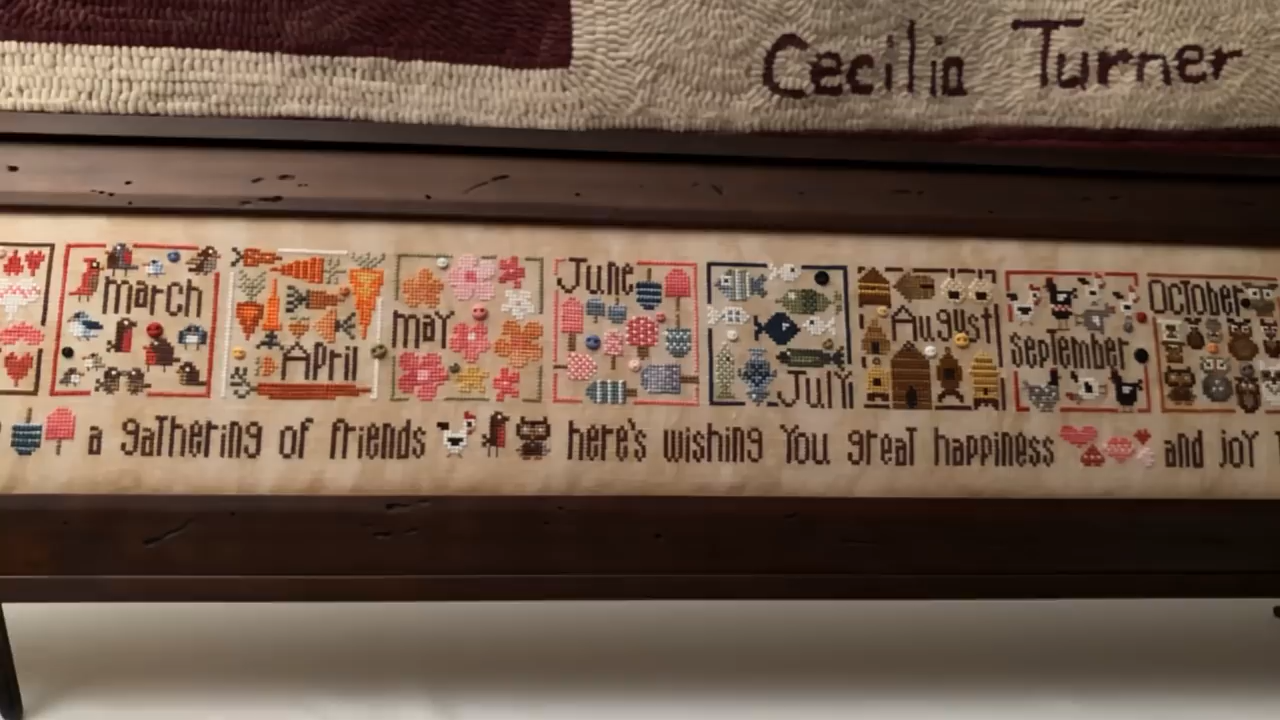 Cecilia Turner
march
April
may
June
July
August
september
October
a gathering of friends here's wishing You great happiness and joY